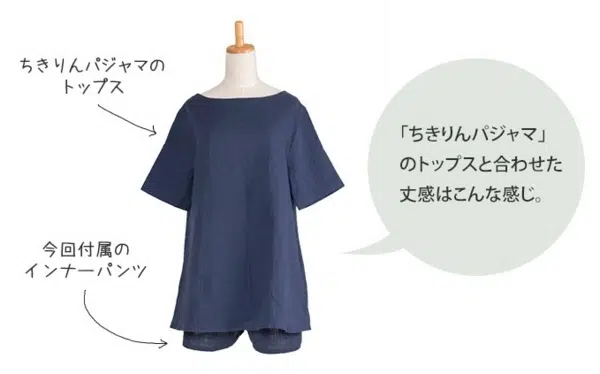 ちきりんパジャマの
トップス
「ちきりんパジャマ」
のトップスと合わせた
丈感はこんな感じ。
今回付属の
インナーパンツ